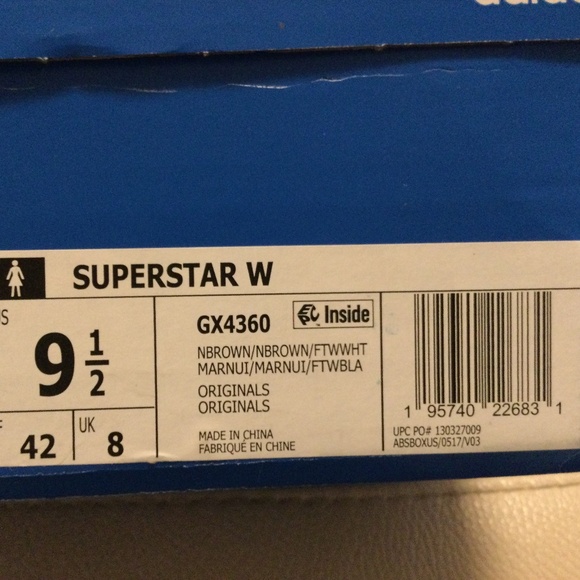 SUPERSTAR W
US
9 1/2
42
UK
8
GX4360
Inside
NBROWN/NBROWN/FTWWHT
MARNUI/MARNUI/FTWBLA
ORIGINALS
ORIGINALS
MADE IN CHINA
FABRIQUÉ EN CHINE
1 95740 22683 1
UPC PO# 130327009
ABSBOXUS/0517/V03